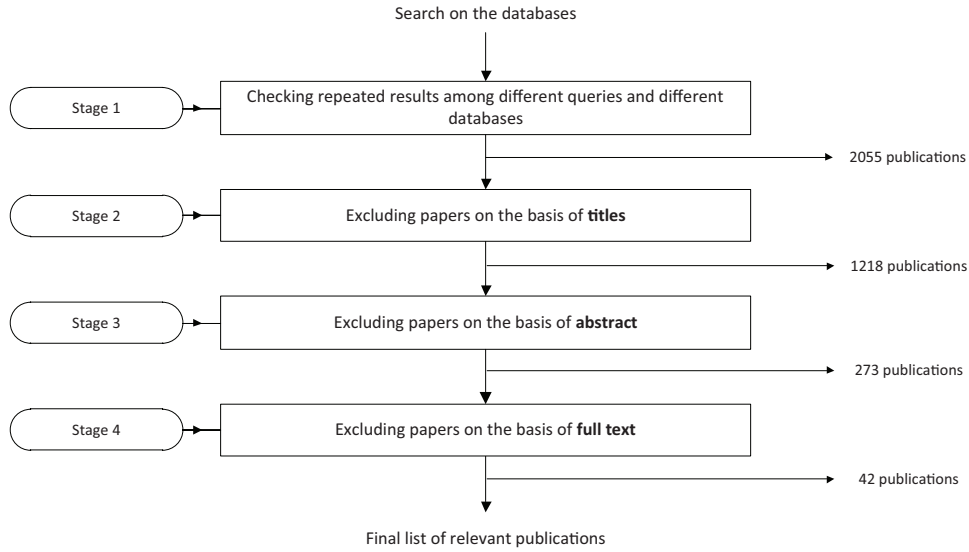 Search on the databases
Stage 1
Checking repeated results among different queries and different
databases
2055 publications
Stage 2
Excluding papers on the basis of titles
1218 publications
Stage 3
Excluding papers on the basis of abstract
273 publications
Stage 4
Excluding papers on the basis of full text
42 publications
Final list of relevant publications